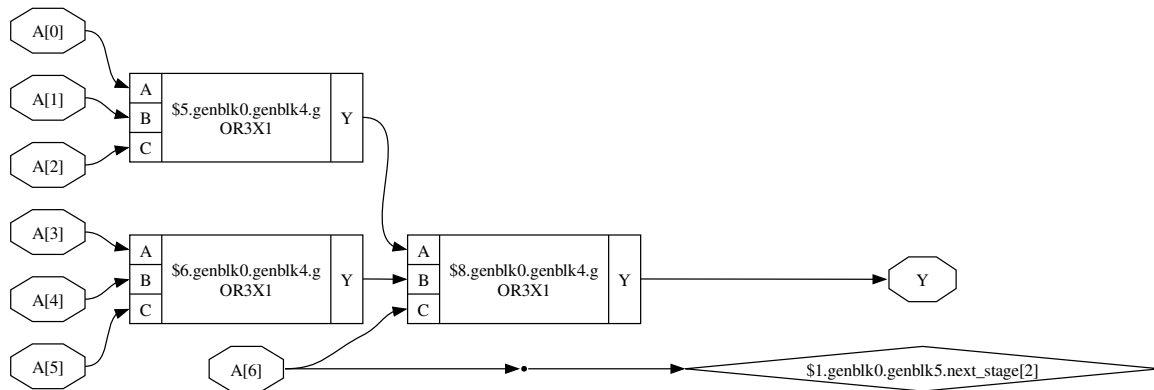 A[0]
A[1]
A[2]
A
B
C
$5.genblk0.genblk4.g
OR3X1
Y
A[3]
A[4]
A[5]
A
B
C
$6.genblk0.genblk4.g
OR3X1
Y
A
B
C
$8.genblk0.genblk4.g
OR3X1
Y
Y
A[6]
$1.genblk0.genblk5.next_stage[2]